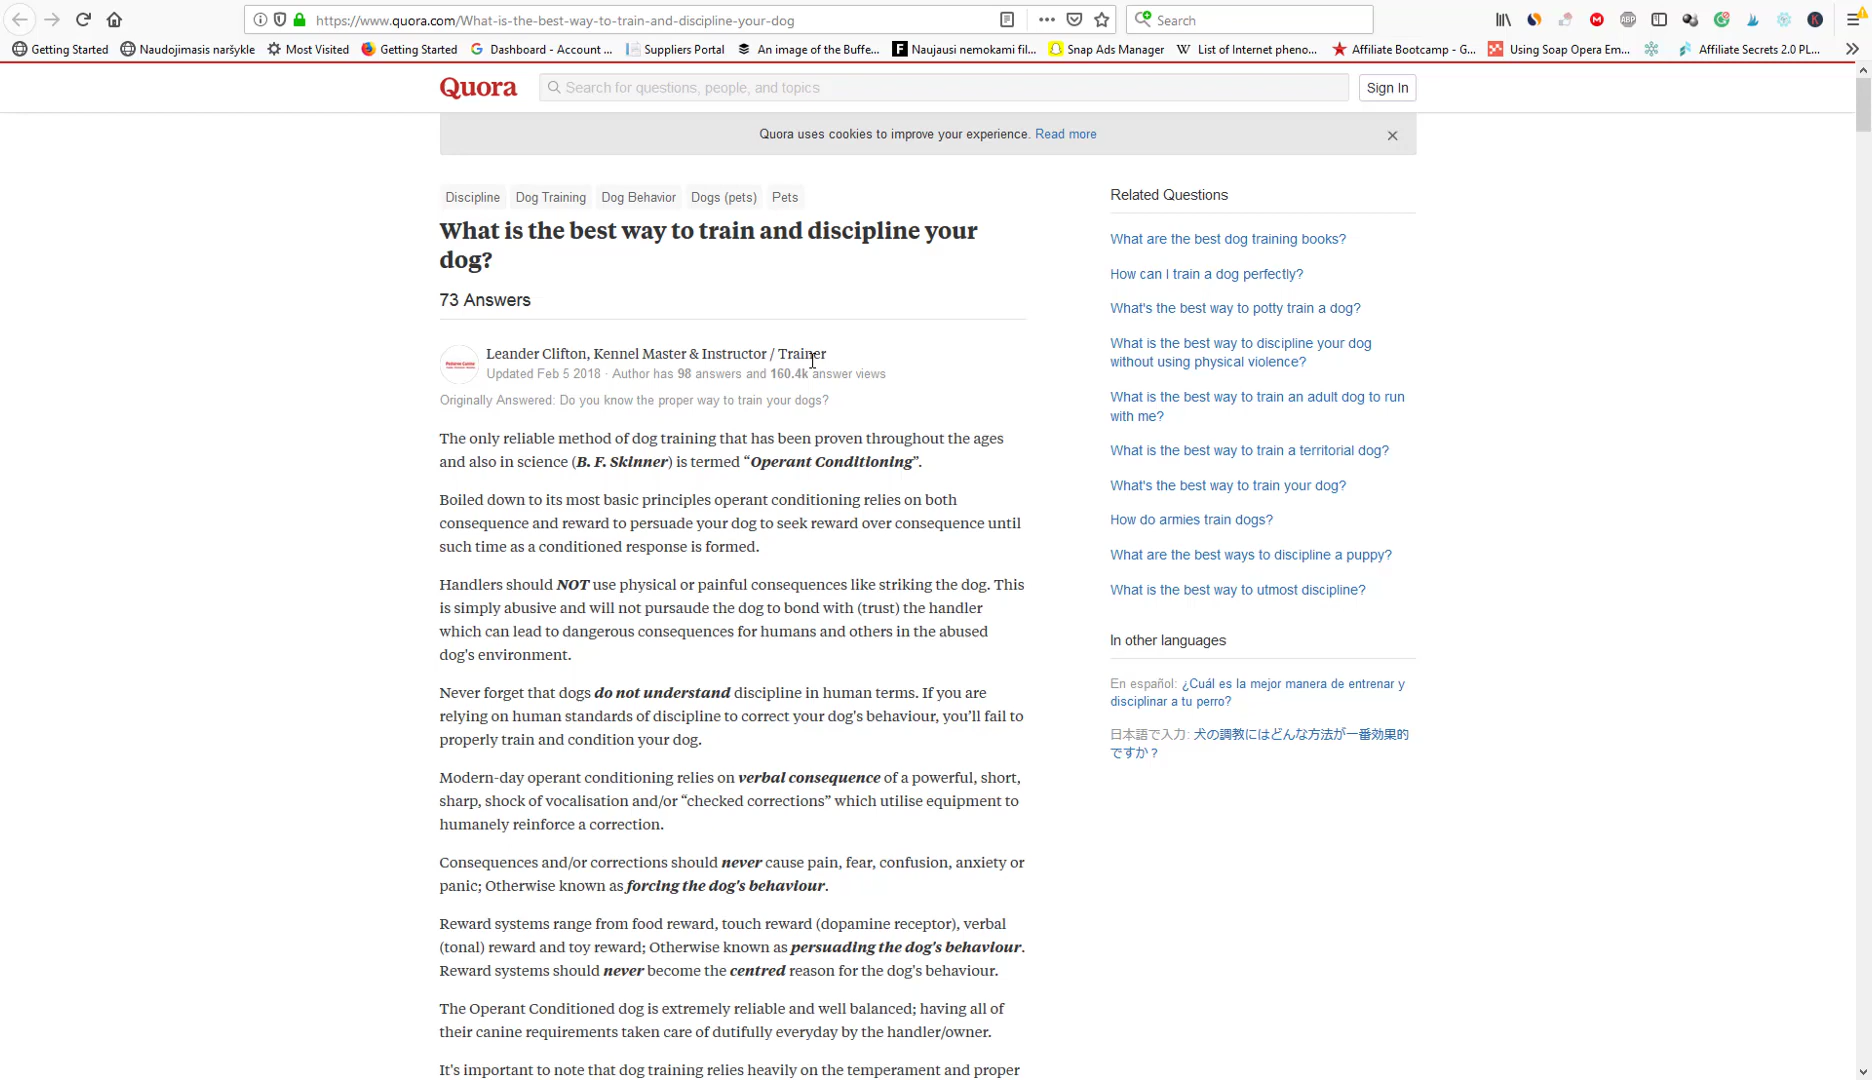 https://www.quora.com/What-is-the-best-way-to-train-and-discipline-your-dog
Search
Getting Started
Naudojimasis naršykle
Most Visited
Getting Started
Dashboard - Account ...
Suppliers Portal
An image of the Buffe...
Naujausi nemokami fil...
Snap Ads Manager
List of Internet pheno...
Affiliate Bootcamp - G...
Using Soap Opera Em...
Affiliate Secrets 2.0 PL...
Quora
Search for questions, people, and topics
Sign In
Quora uses cookies to improve your experience. Read more
Discipline Dog Training Dog Behavior Dogs (pets) Pets
What is the best way to train and discipline your
dog?
73 Answers
Leander Clifton, Kennel Master & Instructor / Trainer
Updated Feb 5 2018 · Author has 98 answers and 160.4k answer views
Originally Answered: Do you know the proper way to train your dogs?
The only reliable method of dog training that has been proven throughout the ages
and also in science (B. F. Skinner) is termed “Operant Conditioning”.
Boiled down to its most basic principles operant conditioning relies on both
consequence and reward to persuade your dog to seek reward over consequence until
such time as a conditioned response is formed.
Handlers should NOT use physical or painful consequences like striking the dog. This
is simply abusive and will not pursaude the dog to bond with (trust) the handler
which can lead to dangerous consequences for humans and others in the abused
dog's environment.
Never forget that dogs do not understand discipline in human terms. If you are
relying on human standards of discipline to correct your dog's behaviour, you’ll fail to
properly train and condition your dog.
Modern-day operant conditioning relies on verbal consequence of a powerful, short,
sharp, shock of vocalisation and/or “checked corrections” which utilise equipment to
humanely reinforce a correction.
Consequences and/or corrections should never cause pain, fear, confusion, anxiety or
panic; Otherwise known as forcing the dog's behaviour.
Reward systems range from food reward, touch reward (dopamine receptor), verbal
(tonal) reward and toy reward; Otherwise known as persuading the dog's behaviour.
Reward systems should never become the centred reason for the dog's behaviour.
The Operant Conditioned dog is extremely reliable and well balanced; having all of
their canine requirements taken care of dutifully everyday by the handler/owner.
It's important to note that dog training relies heavily on the temperament and proper
Related Questions
What are the best dog training books?
How can I train a dog perfectly?
What's the best way to potty train a dog?
What is the best way to discipline your dog
without using physical violence?
What is the best way to train an adult dog to run
with me?
What is the best way to train a territorial dog?
What's the best way to train your dog?
How do armies train dogs?
What are the best ways to discipline a puppy?
What is the best way to utmost discipline?
In other languages
En español: ¿Cuál es la mejor manera de entrenar y
disciplinar a tu perro?
日本語で入力: 犬の調教にはどんな方法が一番効果的
ですか？